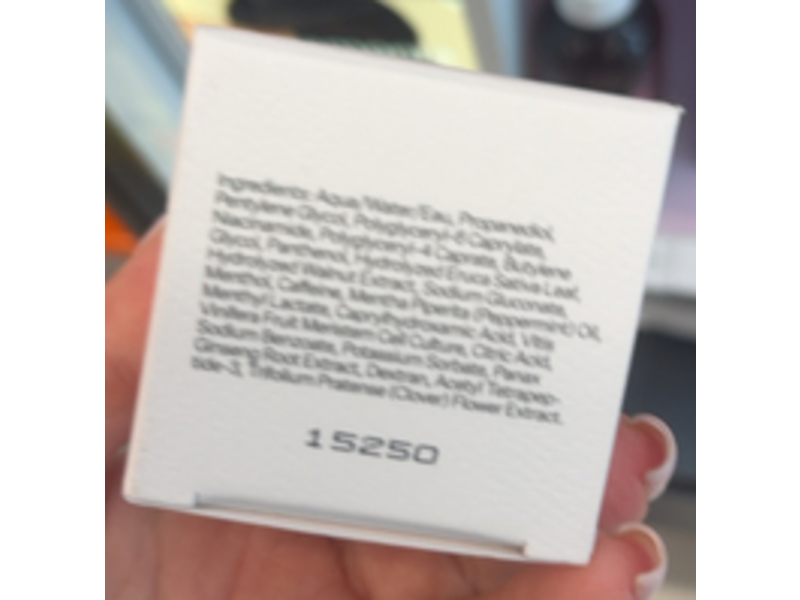 Ingredients: Aqua/Water/Eau, Propanediol,
Pentylene Glycol, Polyglyceryl-6 Caprylate,
Niacinamide, Polyglyceryl-4 Caprate, Butylene
Glycol, Panthenol, Hydrolyzed Eruca Sativa Leaf,
Hydrolyzed Walnut Extract, Sodium Gluconate,
Menthol, Caffeine, Mentha Piperita (Peppermint) Oil,
Menthyl Lactate, Caprylhydroxamic Acid, Vitis
Vinifera Fruit Meristem Cell Culture, Citric Acid,
Sodium Benzoate, Potassium Sorbate, Panax
Ginseng Root Extract, Dextran, Acetyl Tetrapep-
tide-3, Trifolium Pratense (Clover) Flower Extract.
15250